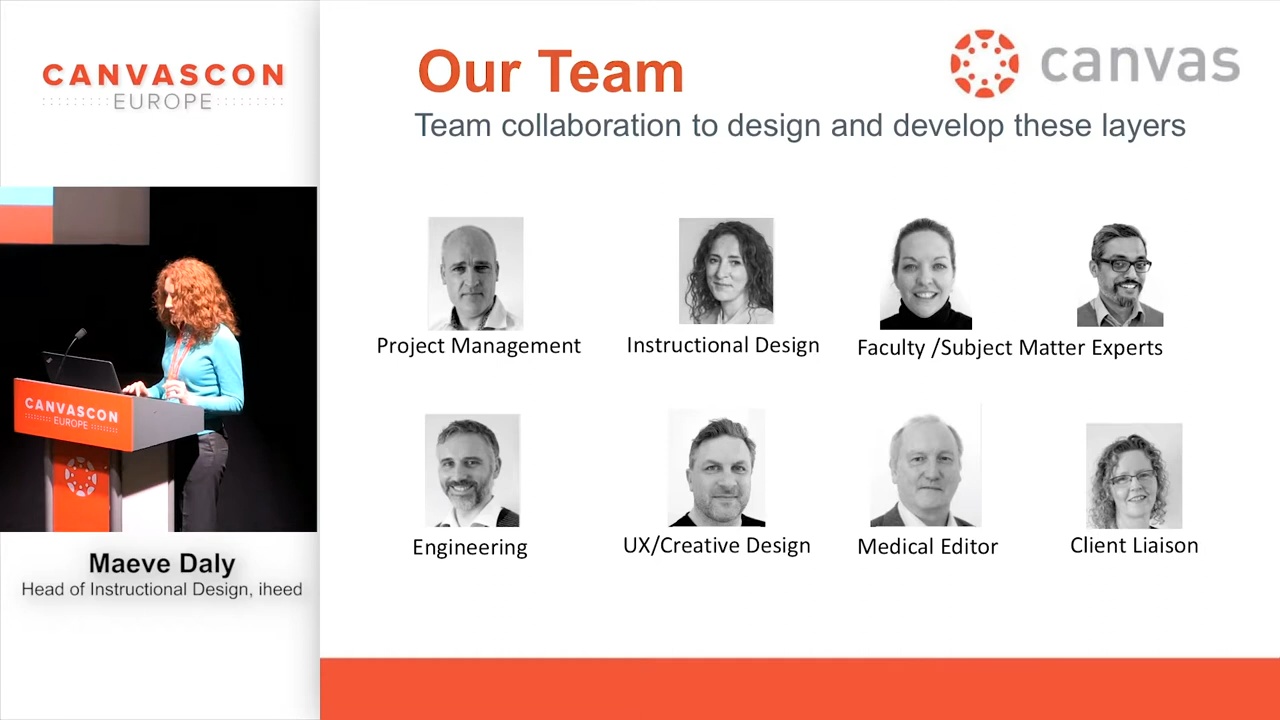 CANVASCON
EUROPE
Our Team
canvas
Team collaboration to design and develop these layers
Project Management
Instructional Design
Faculty /Subject Matter Experts
CANVASCON
EUROPE
Engineering
UX/Creative Design
Medical Editor
Client Liaison
Maeve Daly
Head of Instructional Design, iheed